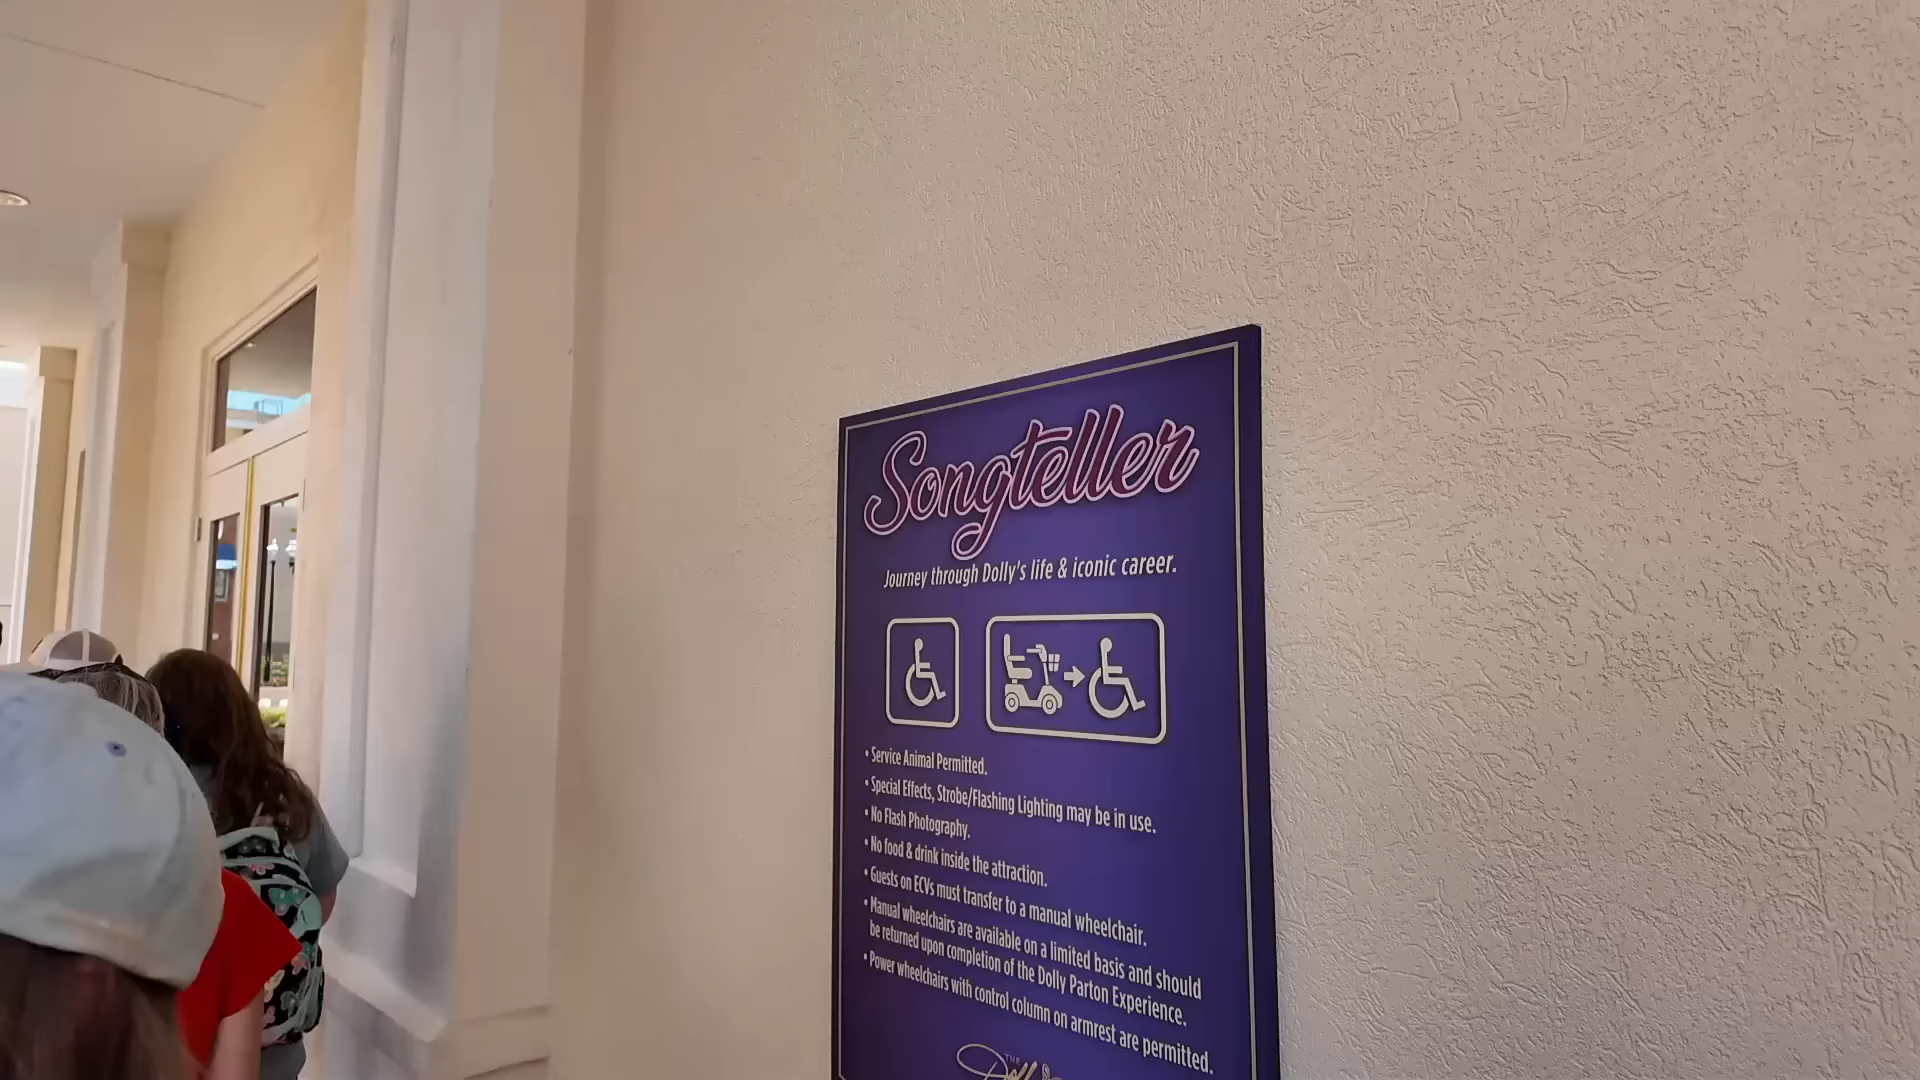 Songteller
Journey through Dolly's life & iconic career.
• Service Animal Permitted.
• Special Effects, Strobe/Flashing Lighting may be in use.
• No Flash Photography.
• No food & drink inside the attraction.
• Guests on ECVs must transfer to a manual wheelchair.
• Manual wheelchairs are available on a limited basis and should
be returned upon completion of the Dolly Parton Experience.
• Power wheelchairs with control column on armrest are permitted.
THE